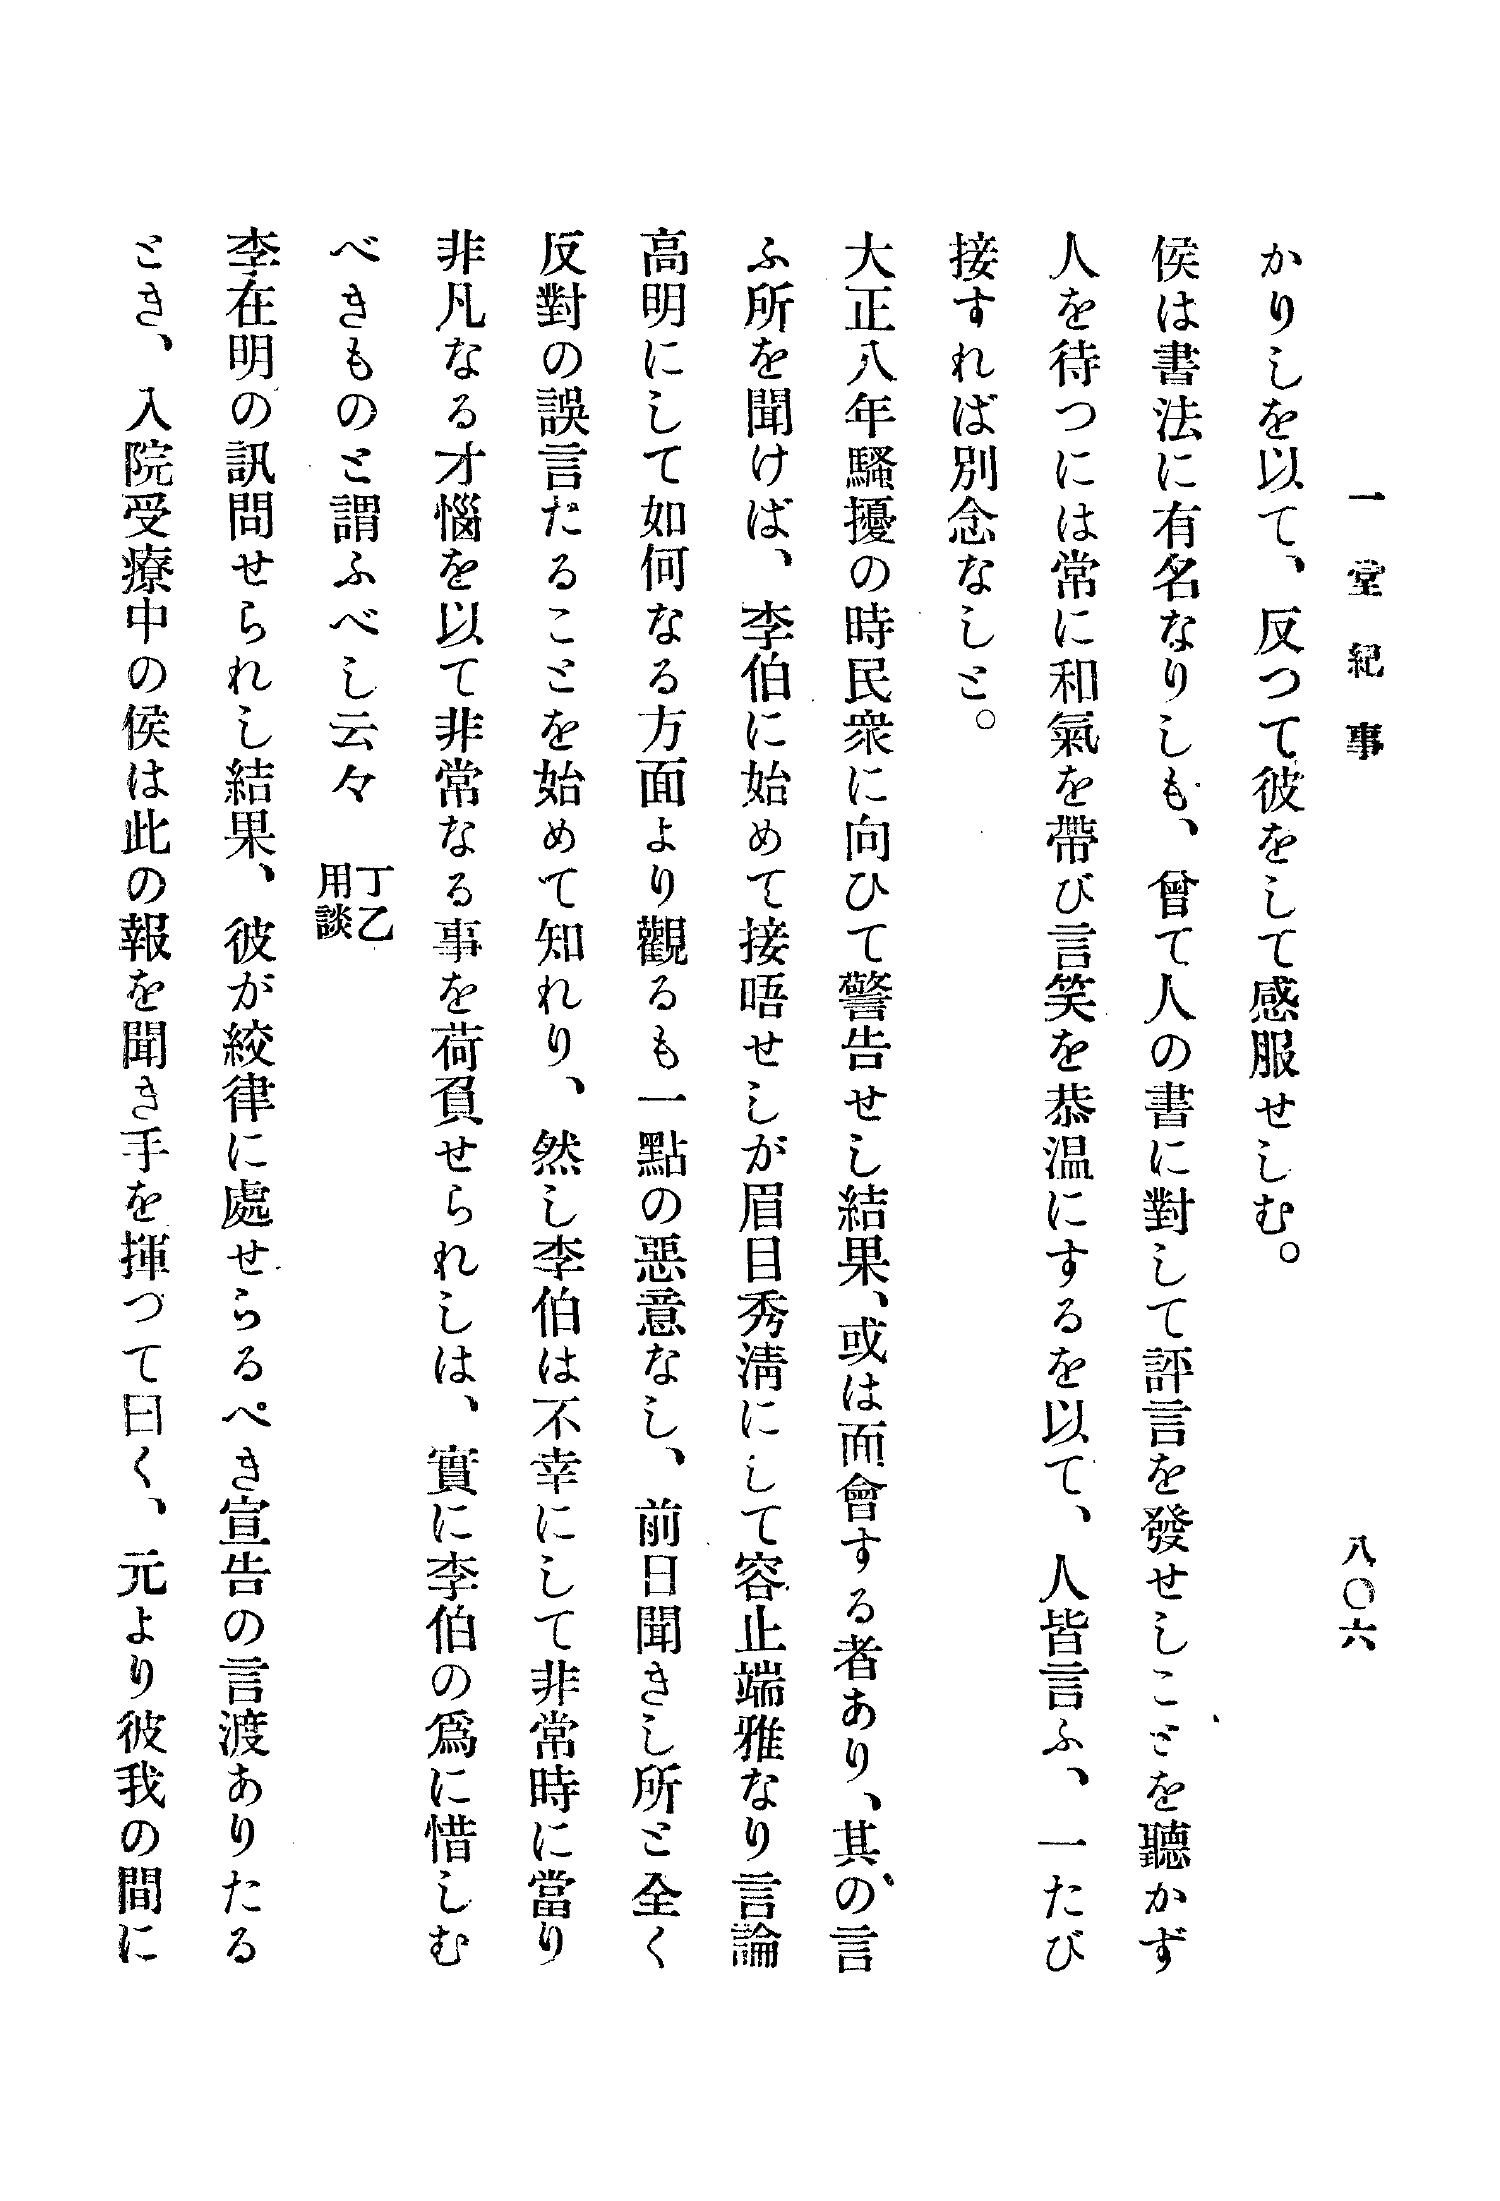 一堂紀事
八〇六
かりしを以て、反つて彼をして感服せしむ。
侯は書法に有名なりしも、曾て人の書に對して評言を發せしことを聽かず
人を待つには常に和氣を帶び言笑を恭温にするを以て、人皆言ふ、一たび
接すれば別念なしと。
大正八年騷擾の時民衆に向ひて警告せし結果、或は面會する者あり、其の言
ふ所を聞けば、李伯に始めて接唔せしが眉目秀淸にして容止端雅なり言論
高明にして如何なる方面より觀るも一點の惡意なし、前日聞きし所と全く
反對の誤言たることを始めて知れり、然し李伯は不幸にして非常時に當り
非凡なる才惱を以て非常なる事を荷負せられしは、實に李伯の爲に惜しむ
べきものと謂ふべし云々 丁乙用談
李在明の訊問せられし結果、彼が絞律に處せらるべき宣告の言渡ありたる
とき、入院受療中の侯は此の報を聞き手を揮つて曰く、元より彼我の間に